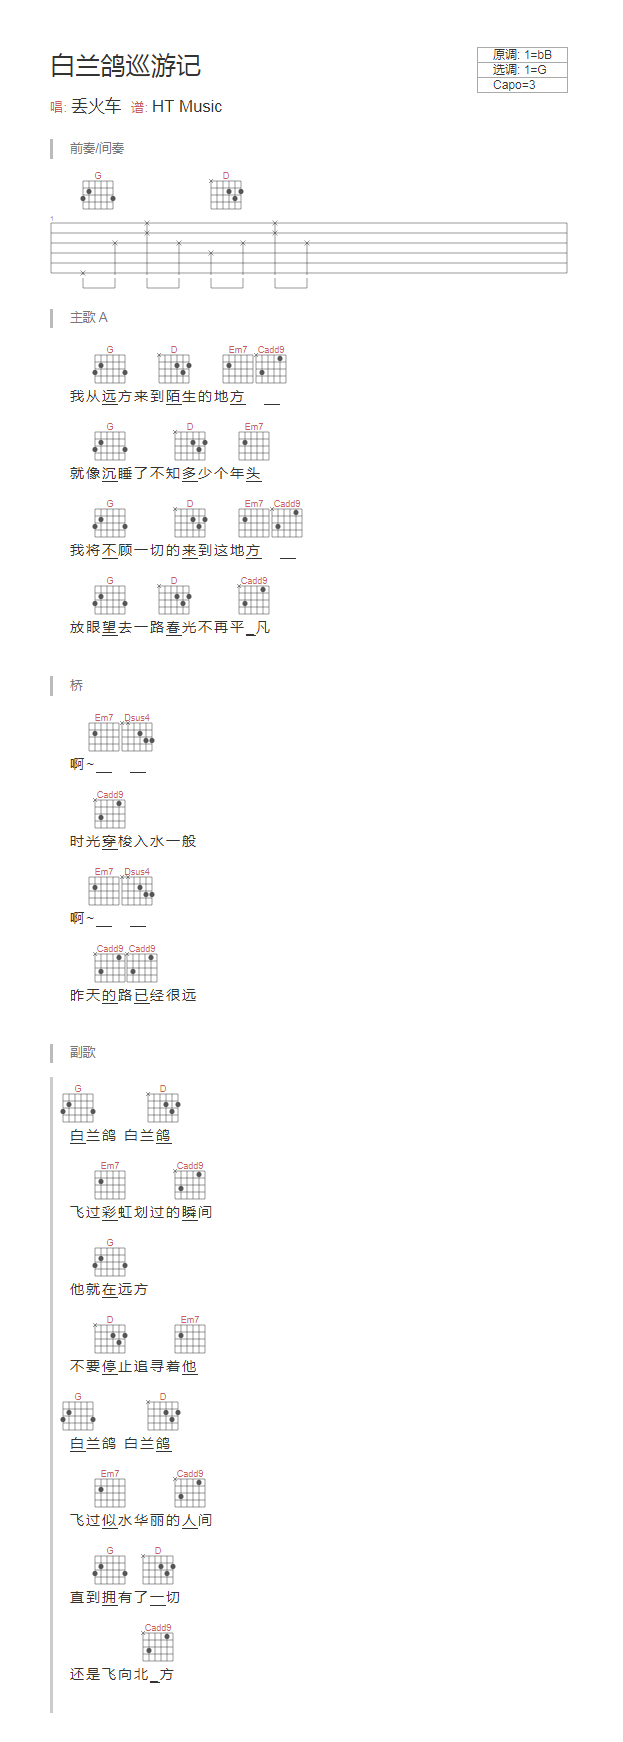 白兰鸽巡游记
原调: 1=bB
选调: 1=G
Capo=3
唱: 丢火车 谱: HT Music
前奏/间奏
G D
1
主歌 A
G D Em7 Cadd9
我从远方来到陌生的地方
G D Em7
就像沉睡了不知多少个年头
G D Em7 Cadd9
我将不顾一切的来到这地方
G D Cadd9
放眼望去一路春光不再平_凡
桥
Em7 Dsus4
啊~__ __
Cadd9
时光穿梭入水一般
Em7 Dsus4
啊~__ __
Cadd9 Cadd9
昨天的路已经很远
副歌
G D
白兰鸽 白兰鸽
Em7 Cadd9
飞过彩虹划过的瞬间
G
他就在远方
D Em7
不要停止追寻着他
G D
白兰鸽 白兰鸽
Em7 Cadd9
飞过似水华丽的人间
G D
直到拥有了一切
Cadd9
还是飞向北_方